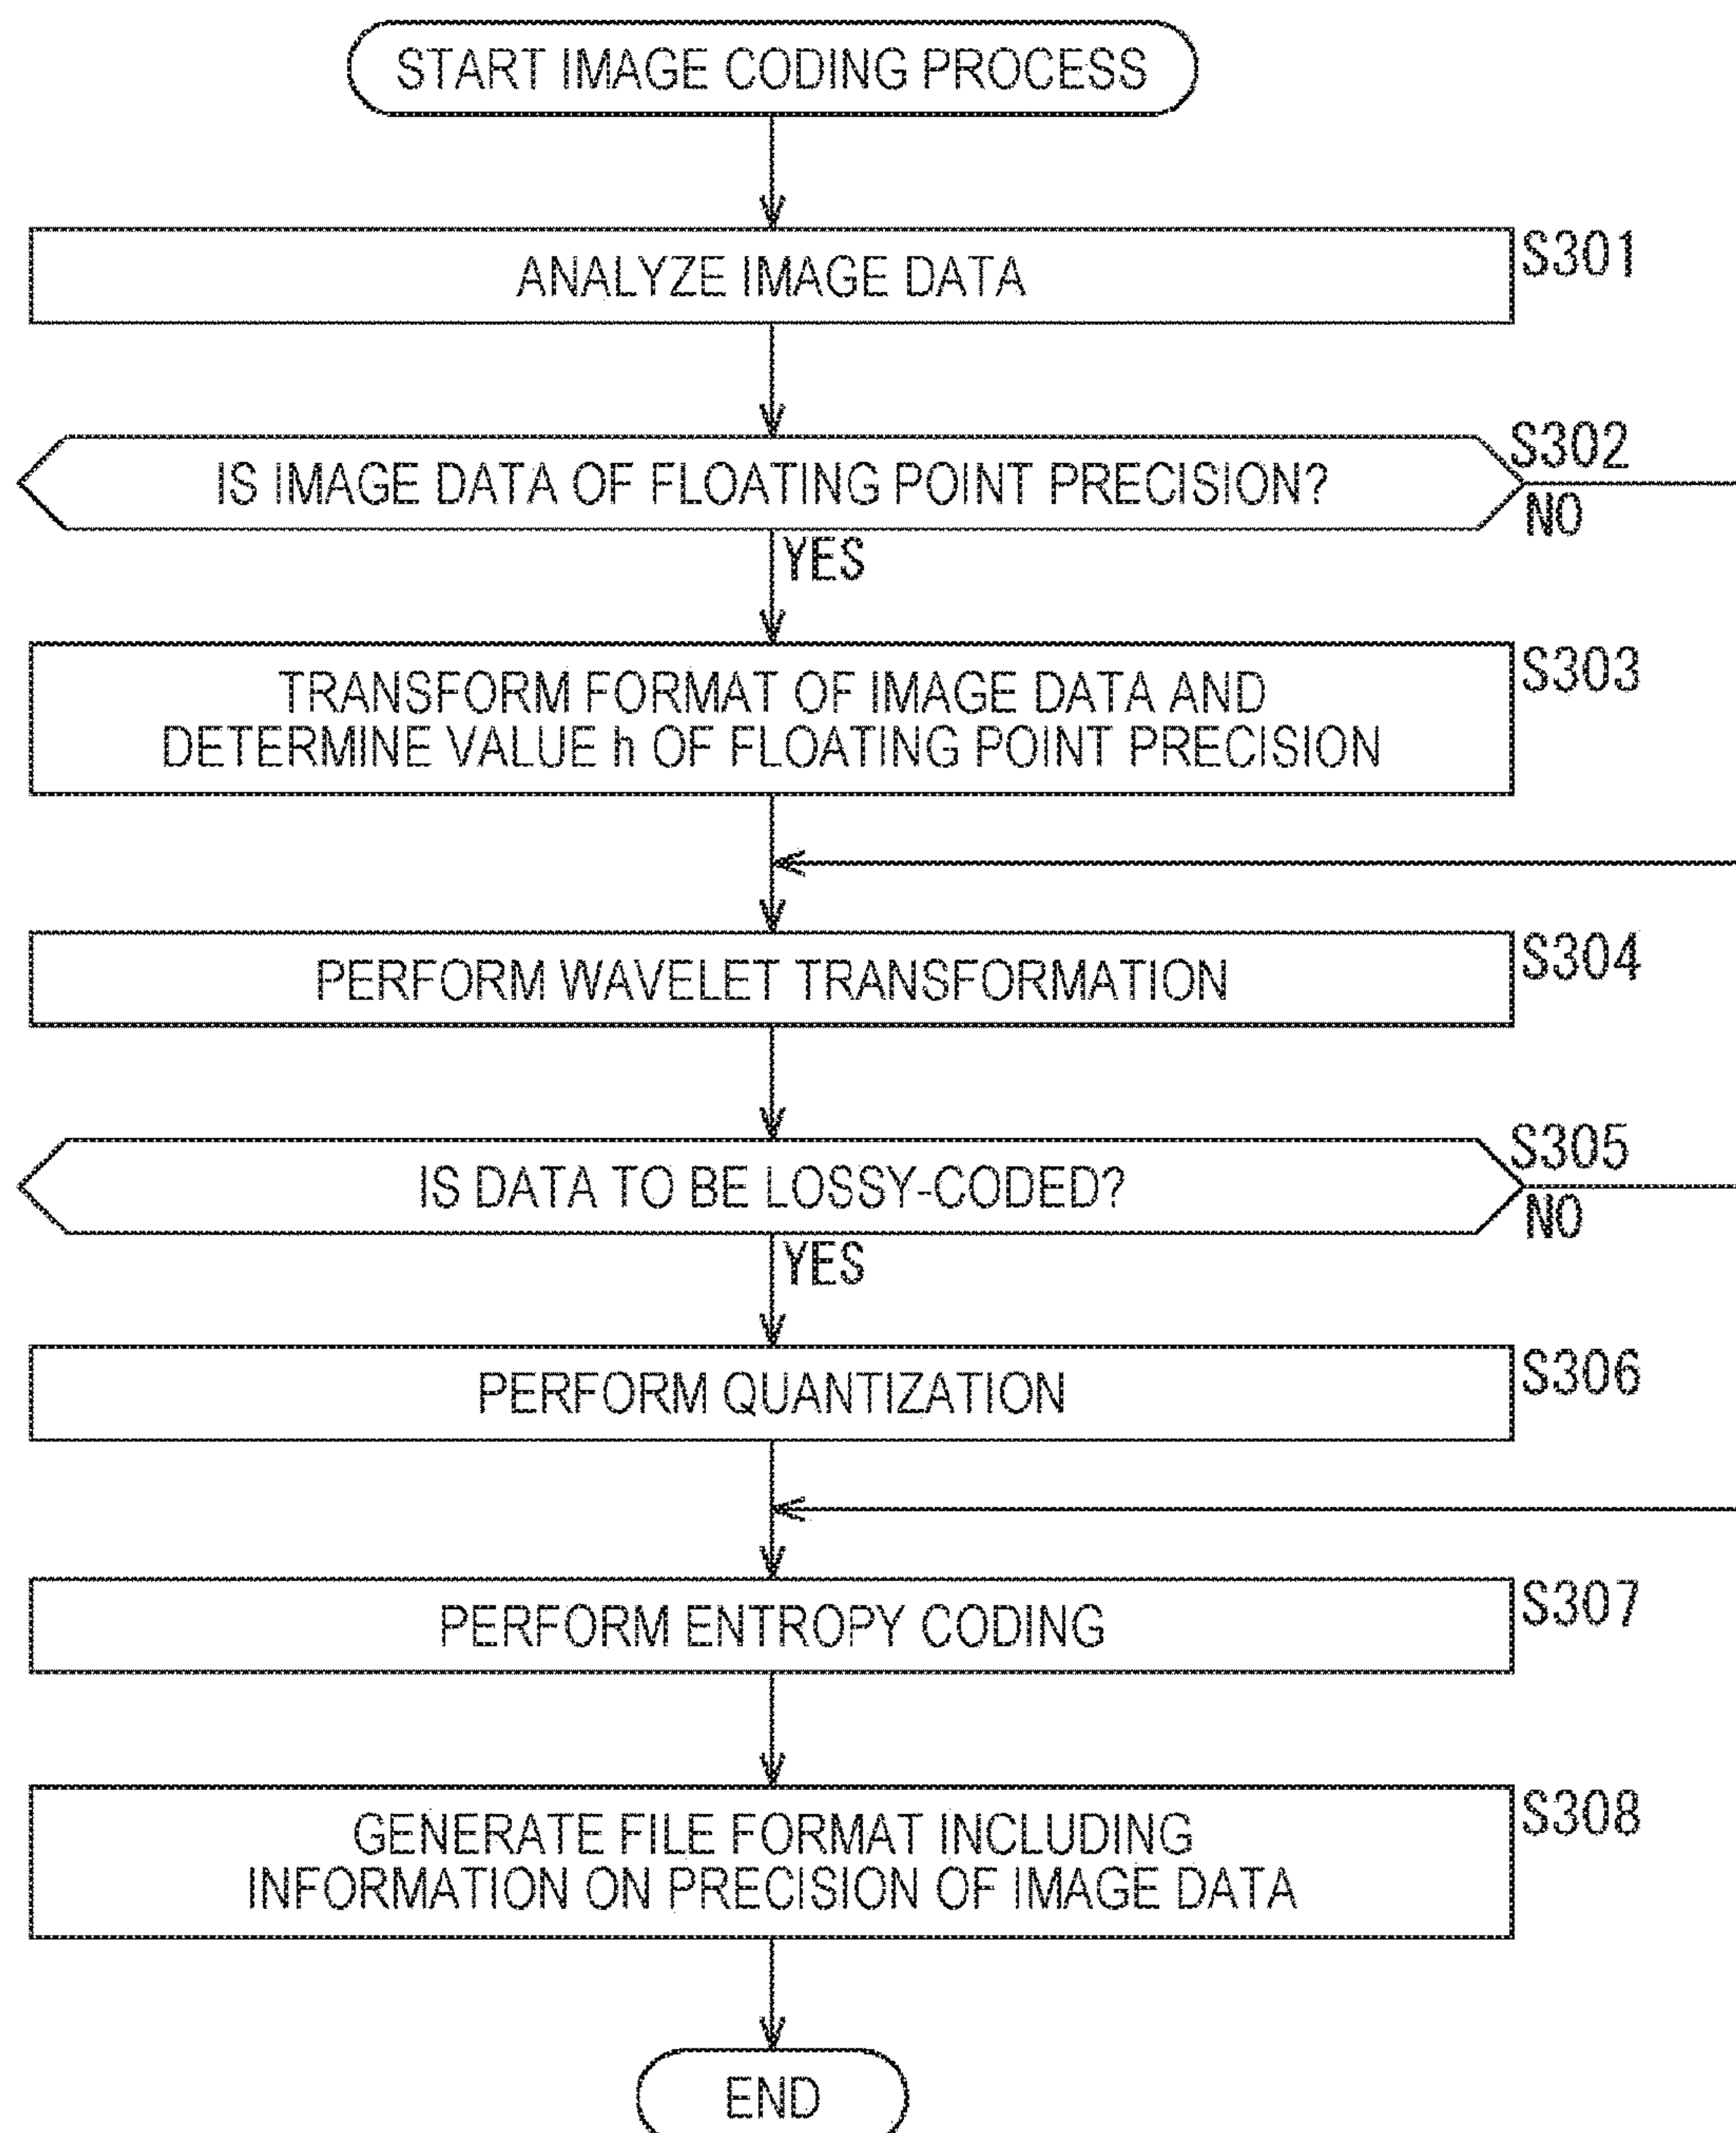 START IMAGE CODING PROCESS
ANALYZE IMAGE DATA
S301
IS IMAGE DATA OF FLOATING POINT PRECISION?
S302
NO
YES
TRANSFORM FORMAT OF IMAGE DATA AND
DETERMINE VALUE h OF FLOATING POINT PRECISION
S303
PERFORM WAVELET TRANSFORMATION
S304
IS DATA TO BE LOSSY-CODED?
S305
NO
YES
PERFORM QUANTIZATION
S306
PERFORM ENTROPY CODING
S307
GENERATE FILE FORMAT INCLUDING
INFORMATION ON PRECISION OF IMAGE DATA
S308
END